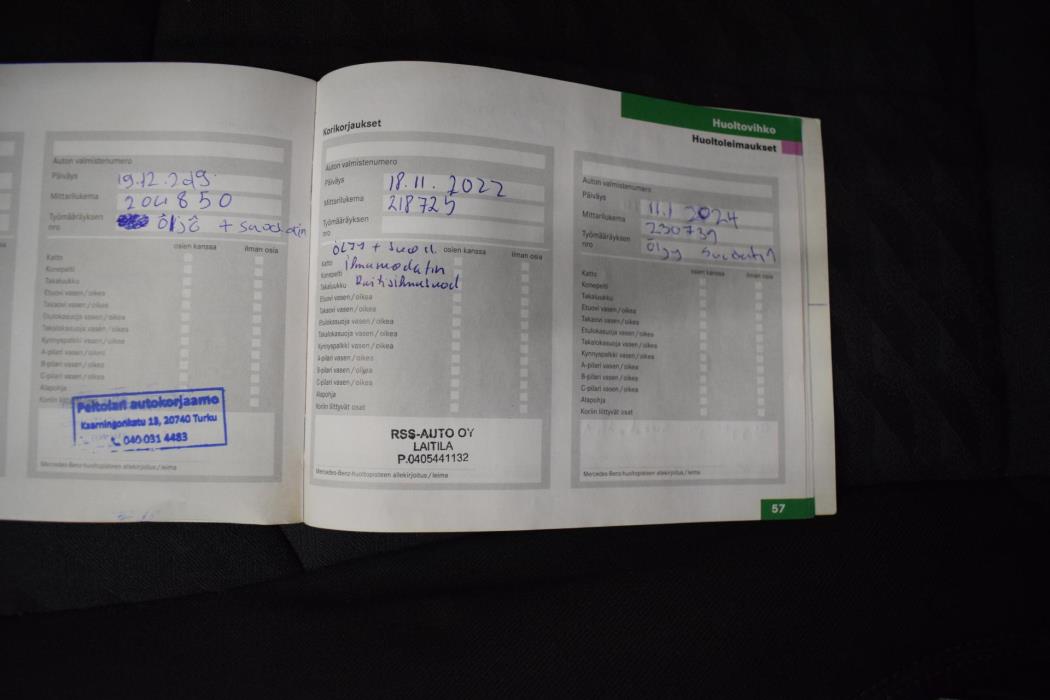 Auton valmistenumero
Päiväys 19.12.2019
Mittarilukema 204850
Työmääräyksen
nro öljyt + suodatin
osien kanssa ilman osia
Katto
Konepelti
Takaluukku
Etuovi vasen / oikea
Takaovi vasen / oikea
Etulokasuoja vasen / oikea
Takalokasuoja vasen / oikea
Kynnyspalkki vasen / oikea
A-pilari vasen / oikea
B-pilari vasen / oikea
C-pilari vasen / oikea
Alapohja
Koriin
Peltolan autokorjaamo
Kaarningonkatu 13, 20740 Turku
040-031 4483
Mercedes-Benz-huoltopisteen allekirjoitus / leima
Korikorjaukset
Auton valmistenumero
Päiväys 18.11.2022
Mittarilukema 218725
Työmääräyksen
nro
öljy + suod. osien kanssa ilman osia
Katto ilmansuodatin
Konepelti
Takaluukku Raitisilmasuod
Etuovi vasen / oikea
Takaovi vasen / oikea
Etulokasuoja vasen / oikea
Takalokasuoja vasen / oikea
Kynnyspalkki vasen / oikea
A-pilari vasen / oikea
B-pilari vasen / oikea
C-pilari vasen / oikea
Alapohja
Koriin liittyvät osat
RSS-AUTO OY
LAITILA
P.0405441132
Mercedes-Benz-huoltopisteen allekirjoitus / leima
Huoltovihko
Huoltoleimaukset
Auton valmistenumero
Päiväys 11.1 2024
Mittarilukema 230739
Työmääräyksen
nro öljy suodatin
osien kanssa ilman osia
Katto
Konepelti
Takaluukku
Etuovi vasen / oikea
Takaovi vasen / oikea
Etulokasuoja vasen / oikea
Takalokasuoja vasen / oikea
Kynnyspalkki vasen / oikea
A-pilari vasen / oikea
B-pilari vasen / oikea
C-pilari vasen / oikea
Alapohja
Koriin liittyvät osat
Mercedes-Benz-huoltopisteen allekirjoitus / leima
57